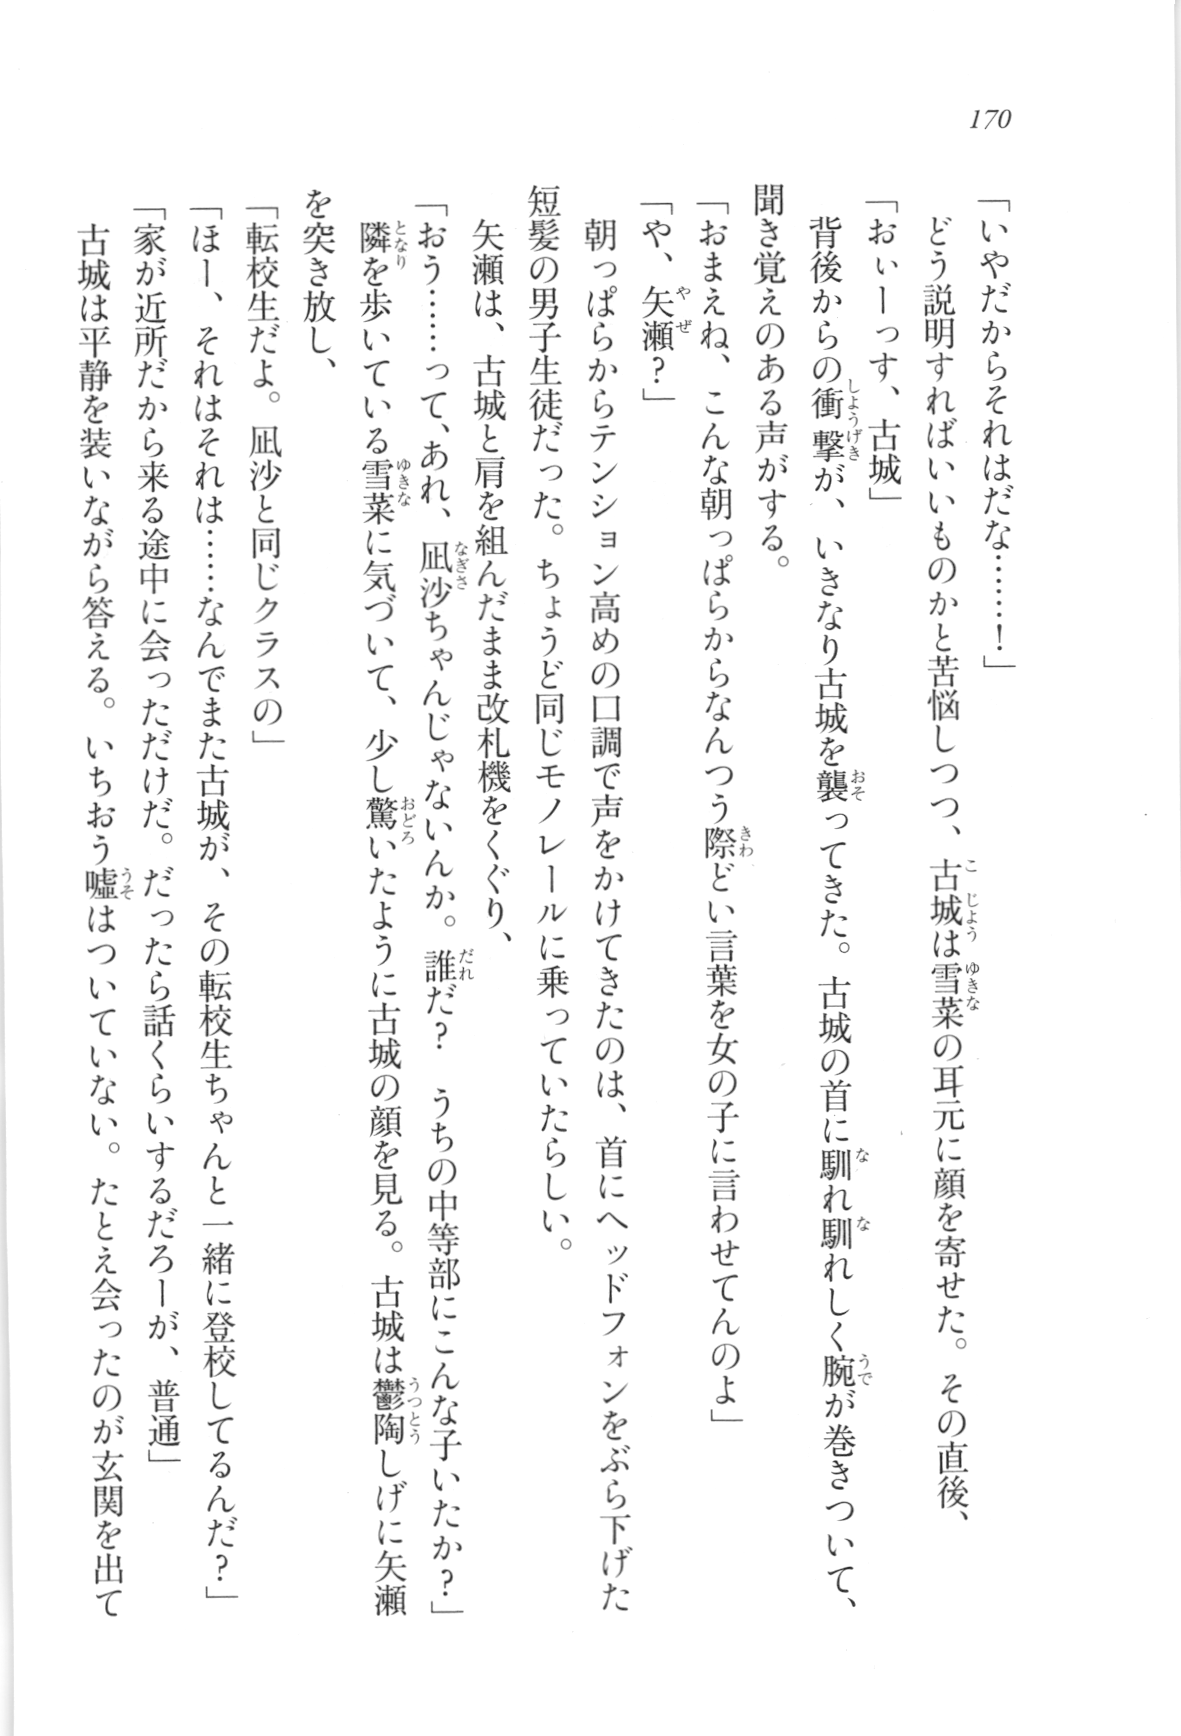 170
「いやだからそれはだな……！」
どう説明すればいいものかと苦悩しつつ、古城は雪菜の耳元に顔を寄せた。その直後、
「おぃーっす、古城」
背後からの衝撃が、いきなり古城を襲ってきた。古城の首に馴れ馴れしく腕が巻きついて、
聞き覚えのある声がする。
「おまえね、こんな朝っぱらからなんつう際どい言葉を女の子に言わせてんのよ」
「や、矢瀬？」
朝っぱらからテンション高めの口調で声をかけてきたのは、首にヘッドフォンをぶら下げた
短髪の男子生徒だった。ちょうど同じモノレールに乗っていたらしい。
矢瀬は、古城と肩を組んだまま改札機をくぐり、
「おう……って、あれ、凪沙ちゃんじゃないんか。誰だ？　うちの中等部にこんな子いたか？」
隣を歩いている雪菜に気づいて、少し驚いたように古城の顔を見る。古城は鬱陶しげに矢瀬
を突き放し、
「転校生だよ。凪沙と同じクラスの」
「ほー、それはそれは……なんでまた古城が、その転校生ちゃんと一緒に登校してるんだ？」
「家が近所だから来る途中に会っただけだ。だったら話くらいするだろーが、普通」
古城は平静を装いながら答える。いちおう嘘はついていない。たとえ会ったのが玄関を出て